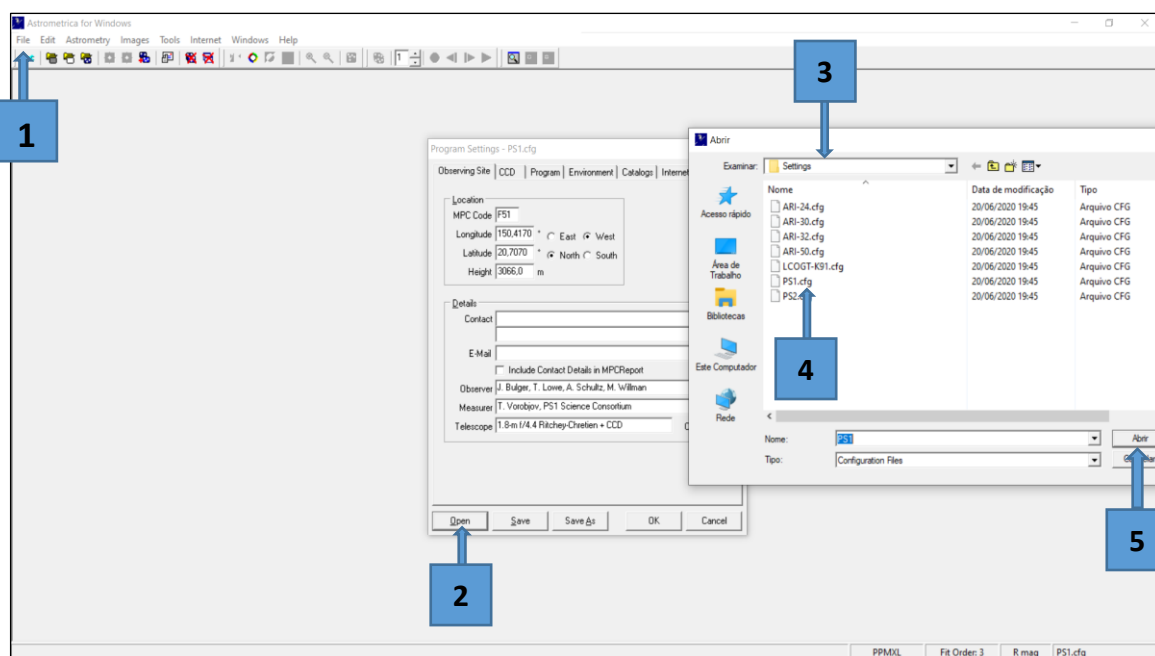 Astrometrica for Windows
File Edit Astrometry Images Tools Internet Windows Help
1
3
1
Program Settings - PS1.cfg
Observing Site CCD Program Environment Catalogs Internet
Location
MPC Code F51
Longitude 150,4170 ° East West
Latitude 20,7070 ° North South
Height 3066,0 m
Details
Contact
E-Mail
Include Contact Details in MPCReport
Observer J. Bulger, T. Lowe, A. Schultz, M. Willman
Measurer T. Vorobjov, PS1 Science Consortium
Telescope 1.8-m f/4.4 Ritchey-Chretien + CCD
Open Save Save As OK Cancel
2
Abrir
Examinar: Settings
Acesso rápido
Área de
Trabalho
Bibliotecas
Este Computador
Rede
Nome Data de modificação Tipo
ARI-24.cfg 20/06/2020 19:45 Arquivo CFG
ARI-30.cfg 20/06/2020 19:45 Arquivo CFG
ARI-32.cfg 20/06/2020 19:45 Arquivo CFG
ARI-50.cfg 20/06/2020 19:45 Arquivo CFG
LCOGT-K91.cfg 20/06/2020 19:45 Arquivo CFG
PS1.cfg 20/06/2020 19:45 Arquivo CFG
20/06/2020 19:45 Arquivo CFG
4
Nome: PS1 Abrir
Tipo: Configuration Files
5
PPMXL Fit Order: 3 R mag PS1.cfg